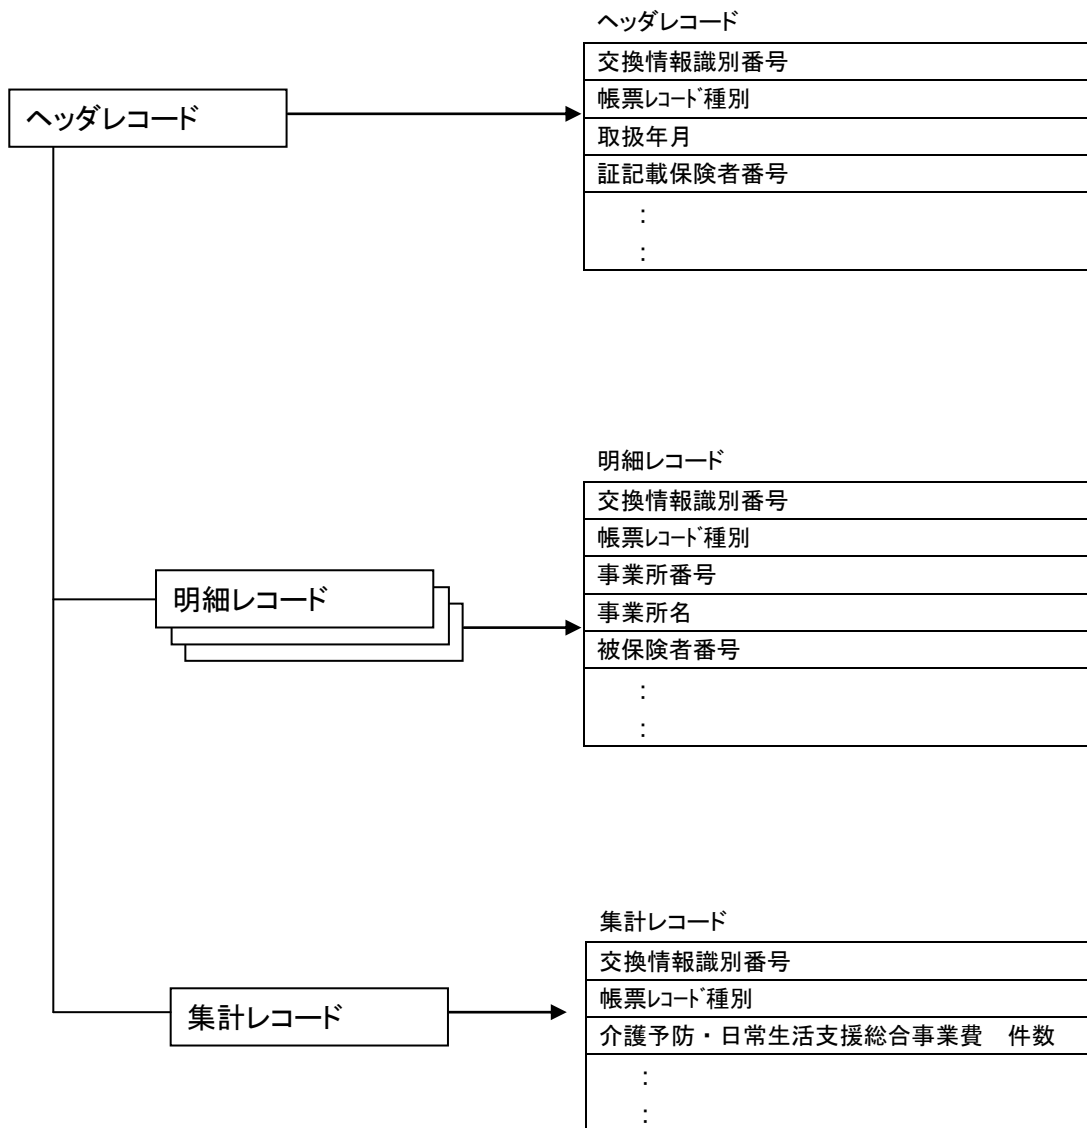 ヘッダレコード
ヘッダレコード
交換情報識別番号
帳票ﾚｺｰﾄﾞ種別
取扱年月
証記載保険者番号
：
：
明細レコード
明細レコード
交換情報識別番号
帳票ﾚｺｰﾄﾞ種別
事業所番号
事業所名
被保険者番号
：
：
集計レコード
集計レコード
交換情報識別番号
帳票ﾚｺｰﾄﾞ種別
介護予防・日常生活支援総合事業費　件数
：
：